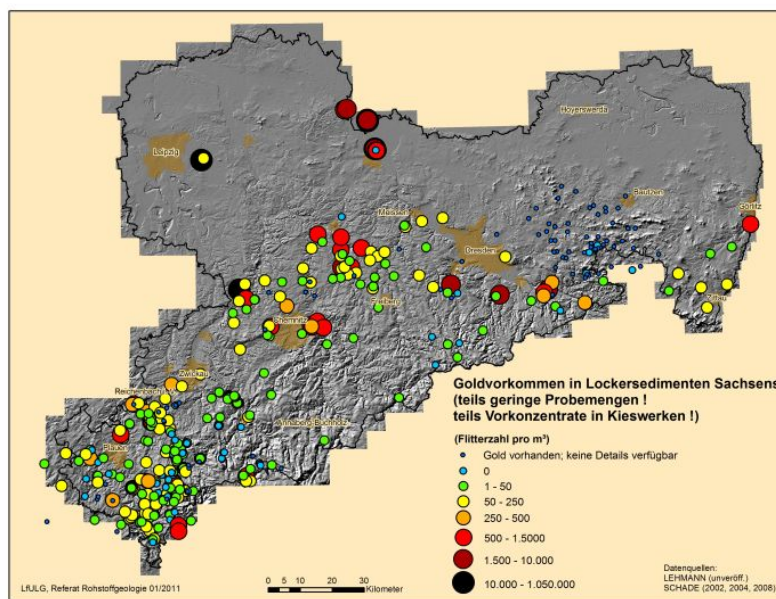 Hoyerswerda
Leipzig
Bautzen
Görlitz
Meissen
Dresden
Zittau
Freiberg
Chemnitz
Zwickau
Annaberg-Buchholz
Plauen
Goldvorkommen in Lockersedimenten Sachsens
(teils geringe Probemengen !
teils Vorkonzentrate in Kieswerken !)
(Flitterzahl pro m³)
Gold vorhanden; keine Details verfügbar
0
1 - 50
50 - 250
250 - 500
500 - 1.5000
1.500 - 10.000
10.000 - 1.050.000
Datenquellen:
LEHMANN (unveröff.)
SCHADE (2002, 2004, 2008)
LfULG, Referat Rohstoffgeologie 01/2011
0 5 10 20 30
Kilometer